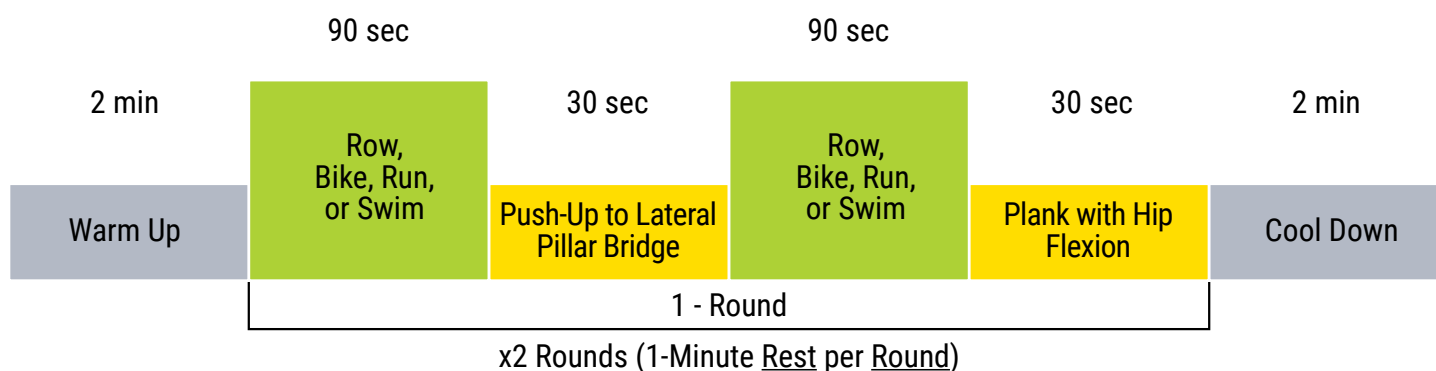 90 sec
90 sec
2 min
30 sec
30 sec
2 min
Row,
Bike, Run,
or Swim
Row,
Bike, Run,
or Swim
Warm Up
Push-Up to Lateral
Pillar Bridge
Plank with Hip
Flexion
Cool Down
1 - Round
x2 Rounds (1-Minute Rest per Round)